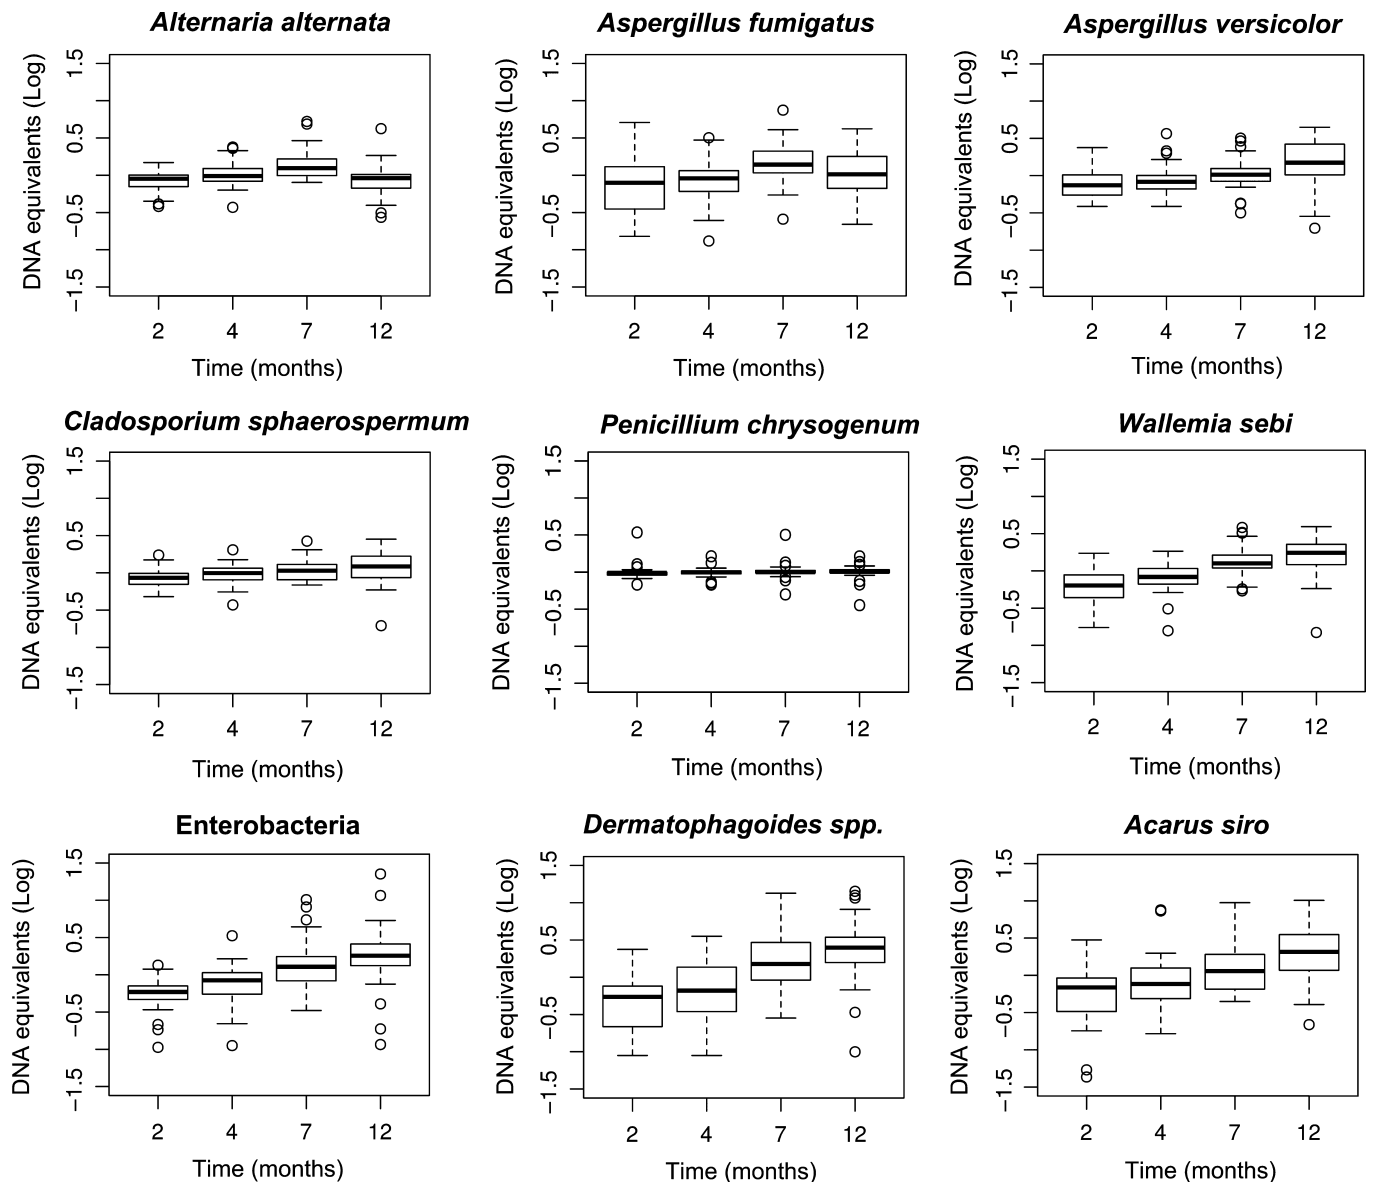 Alternaria alternata
DNA equivalents (Log)
1.5
0.5
−0.5
−1.5
2 4 7 12
Time (months)
Aspergillus fumigatus
DNA equivalents (Log)
1.5
0.5
−0.5
−1.5
2 4 7 12
Time (months)
Aspergillus versicolor
DNA equivalents (Log)
1.5
0.5
−0.5
−1.5
2 4 7 12
Time (months)
Cladosporium sphaerospermum
DNA equivalents (Log)
1.5
0.5
−0.5
−1.5
2 4 7 12
Time (months)
Penicillium chrysogenum
DNA equivalents (Log)
1.5
0.5
−0.5
−1.5
2 4 7 12
Time (months)
Wallemia sebi
DNA equivalents (Log)
1.5
0.5
−0.5
−1.5
2 4 7 12
Time (months)
Enterobacteria
DNA equivalents (Log)
1.5
0.5
−0.5
−1.5
2 4 7 12
Time (months)
Dermatophagoides spp.
DNA equivalents (Log)
1.5
0.5
−0.5
−1.5
2 4 7 12
Time (months)
Acarus siro
DNA equivalents (Log)
1.5
0.5
−0.5
−1.5
2 4 7 12
Time (months)